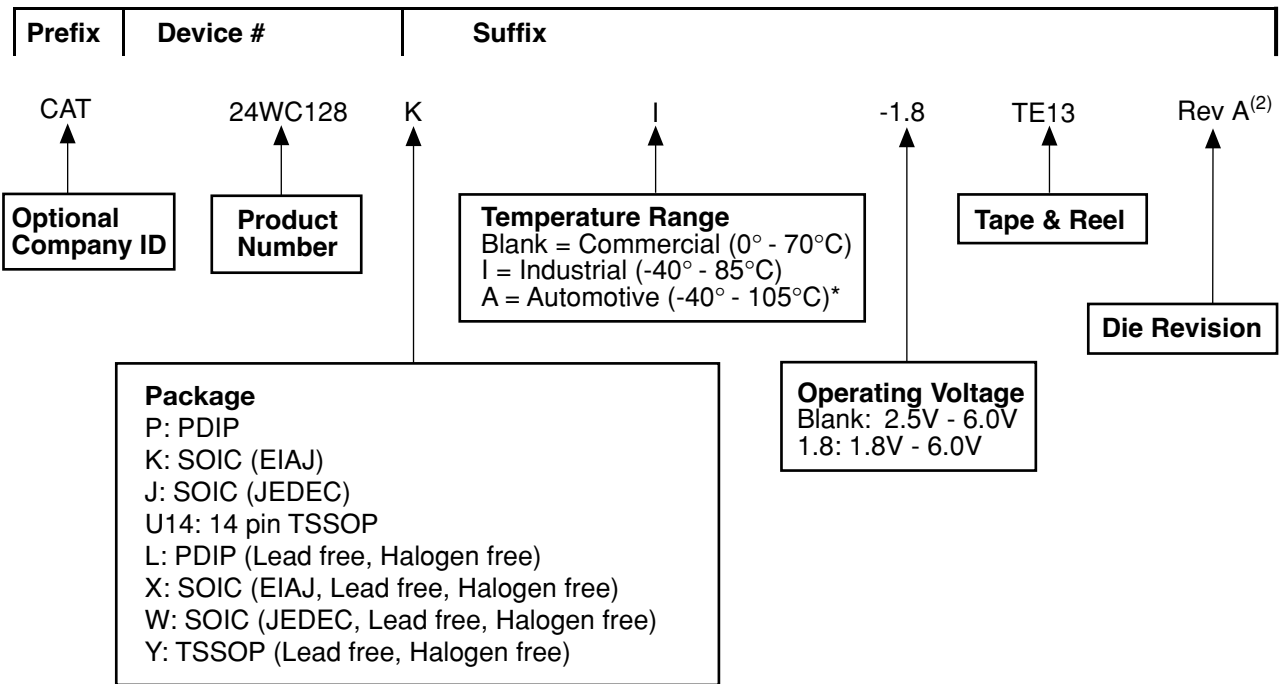 Prefix Device # Suffix
CAT 24WC128 K I -1.8 TE13 Rev A(2)
Optional
Company ID
Product
Number
Temperature Range
Blank = Commercial (0° - 70°C)
I = Industrial (-40° - 85°C)
A = Automotive (-40° - 105°C)*
Tape & Reel
Die Revision
Package
P: PDIP
K: SOIC (EIAJ)
J: SOIC (JEDEC)
U14: 14 pin TSSOP
L: PDIP (Lead free, Halogen free)
X: SOIC (EIAJ, Lead free, Halogen free)
W: SOIC (JEDEC, Lead free, Halogen free)
Y: TSSOP (Lead free, Halogen free)
Operating Voltage
Blank: 2.5V - 6.0V
1.8: 1.8V - 6.0V